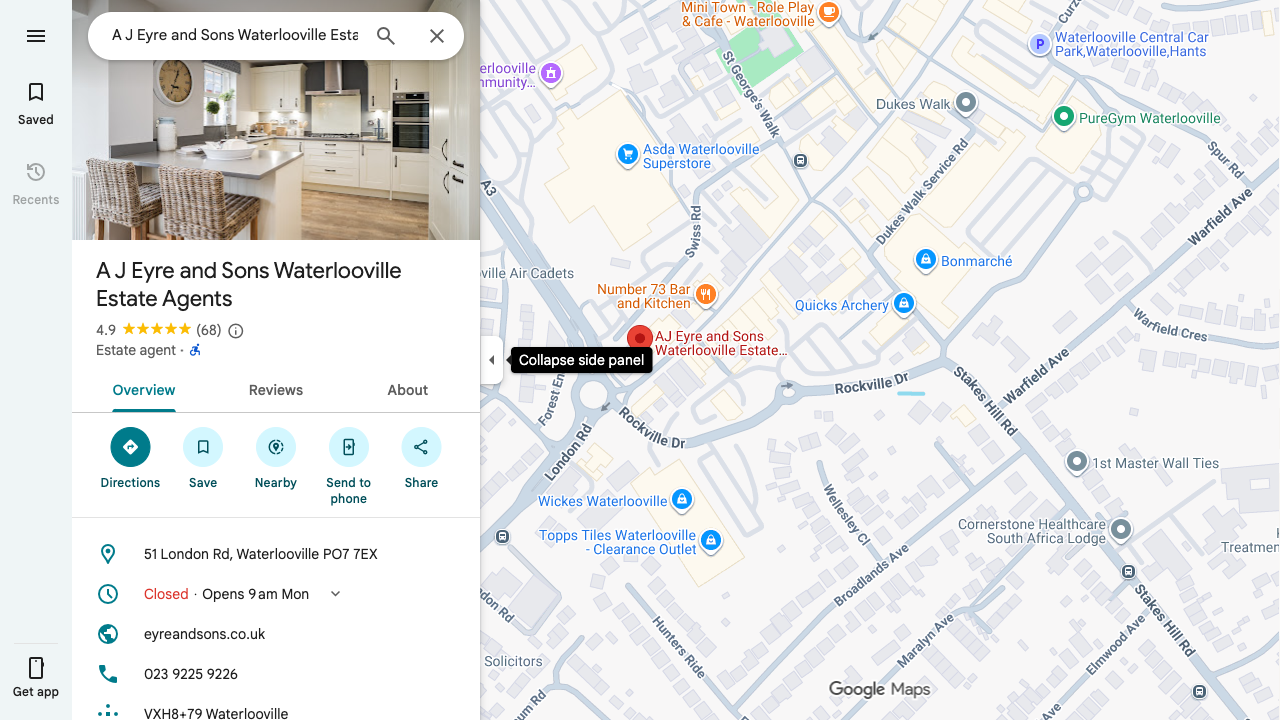 A J Eyre and Sons Waterlooville Esta
Saved
Recents
Get app
A J Eyre and Sons Waterlooville
Estate Agents
4.9
(68)
Estate agent ·
Overview
Reviews
About
Directions
Save
Nearby
Send to
phone
Share
51 London Rd, Waterlooville PO7 7EX
Closed · Opens 9 am Mon
eyreandsons.co.uk
023 9225 9226
VXH8+79 Waterlooville
Collapse side panel
Mini Town - Role Play
& Cafe - Waterlooville
P
Waterlooville Central Car
Park,Waterlooville,Hants
erlooville
mmunity...
St George's Walk
Dukes Walk
PureGym Waterlooville
Asda Waterlooville
Superstore
Spur Rd
A3
Dukes Walk Service Rd
Warfield Ave
Swiss Rd
ville Air Cadets
Bonmarché
Number 73 Bar
and Kitchen
Quicks Archery
Warfield Cres
AJ Eyre and Sons
Waterlooville Estate...
Forest En
Rockville Dr
Stakes Hill Rd
Warfield Ave
Rockville Dr
London Rd
1st Master Wall Ties
Wickes Waterlooville
Wellesley Cl
Cornerstone Healthcare
South Africa Lodge
Topps Tiles Waterlooville
- Clearance Outlet
Treatmen
Broadlands Ave
Stakes Hill Rd
don Rd
Hunters Ride
Maralyn Ave
Elmwood Ave
Solicitors
um Rd
Ave
Google Maps